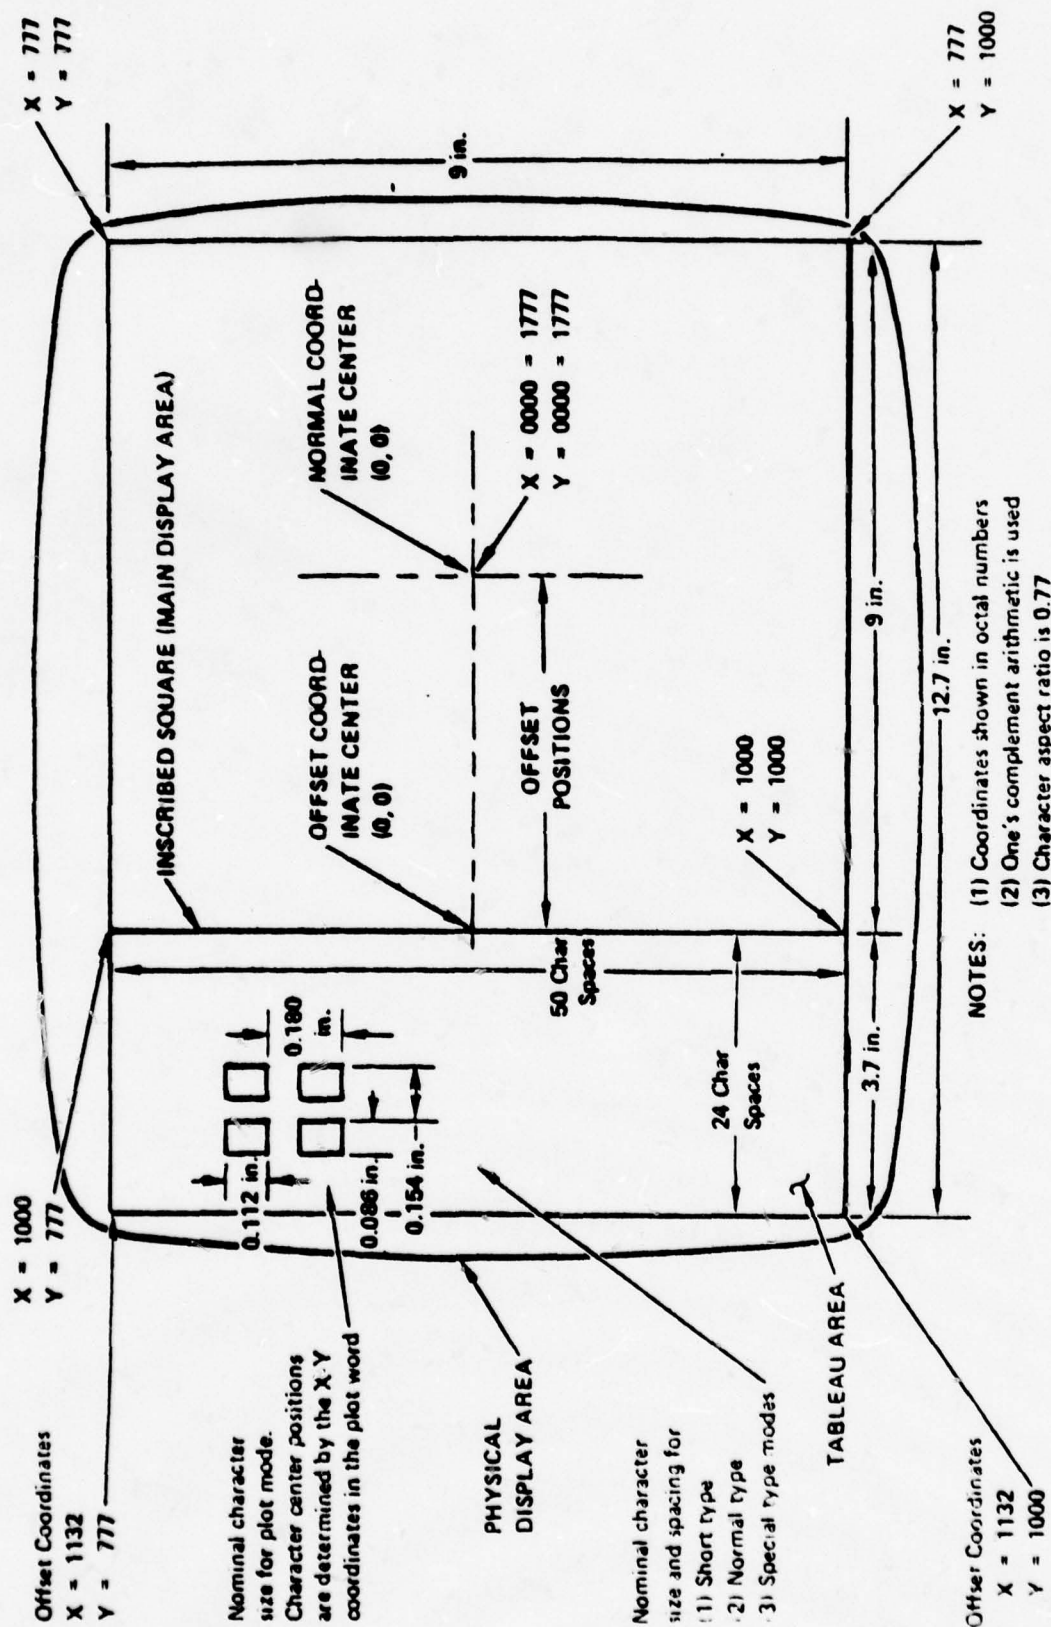 Offset Coordinates
X = 1132
Y = 777
X = 1000
Y = 777
X = 777
Y = 777
INSCRIBED SQUARE (MAIN DISPLAY AREA)
Nominal character
size for plot mode.
Character center positions
are determined by the X-Y
coordinates in the plot word
0.112 in.
0.180
in.
0.086 in.
0.154 in.
OFFSET COORD-
INATE CENTER
(0, 0)
NORMAL COORD-
INATE CENTER
(0, 0)
9 in.
X = 0000 = 1777
Y = 0000 = 1777
OFFSET
POSITIONS
50 Char
Spaces
PHYSICAL
DISPLAY AREA
24 Char
Spaces
X = 1000
Y = 1000
Nominal character
size and spacing for
(1) Short type
(2) Normal type
(3) Special type modes
TABLEAU AREA
3.7 in.
9 in.
12.7 in.
Offset Coordinates
X = 1132
Y = 1000
X = 777
Y = 1000
NOTES: (1) Coordinates shown in octal numbers
(2) One's complement arithmetic is used
(3) Character aspect ratio is 0.77